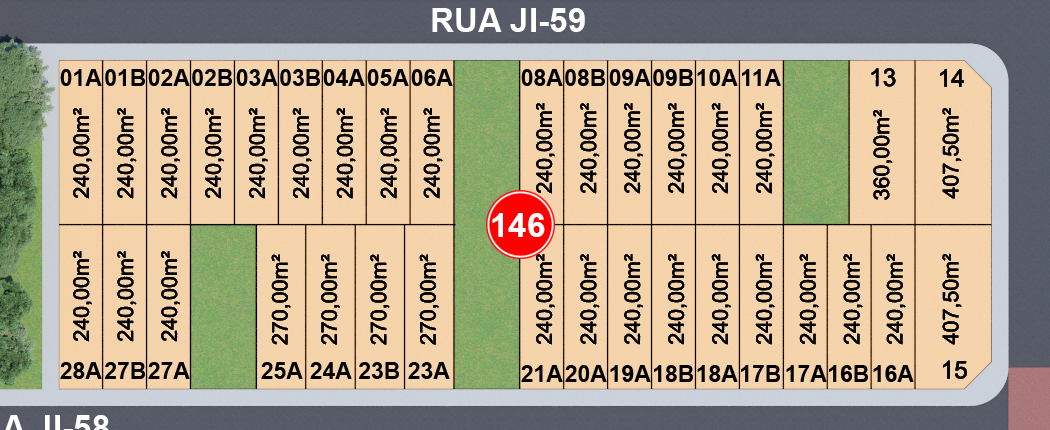 RUA JI-59
01A 01B 02A 02B 03A 03B 04A 05A 06A 08A 08B 09A 09B 10A 11A 13 14
240,00m² 240,00m² 240,00m² 240,00m² 240,00m² 240,00m² 240,00m² 240,00m² 240,00m² 240,00m² 240,00m² 240,00m² 240,00m² 240,00m² 240,00m² 360,00m² 407,50m²
146
240,00m² 240,00m² 240,00m² 270,00m² 270,00m² 270,00m² 270,00m² 240,00m² 240,00m² 240,00m² 240,00m² 240,00m² 240,00m² 240,00m² 240,00m² 240,00m² 407,50m²
28A 27B 27A 25A 24A 23B 23A 21A 20A 19A 18B 18A 17B 17A 16B 16A 15
A JI-58